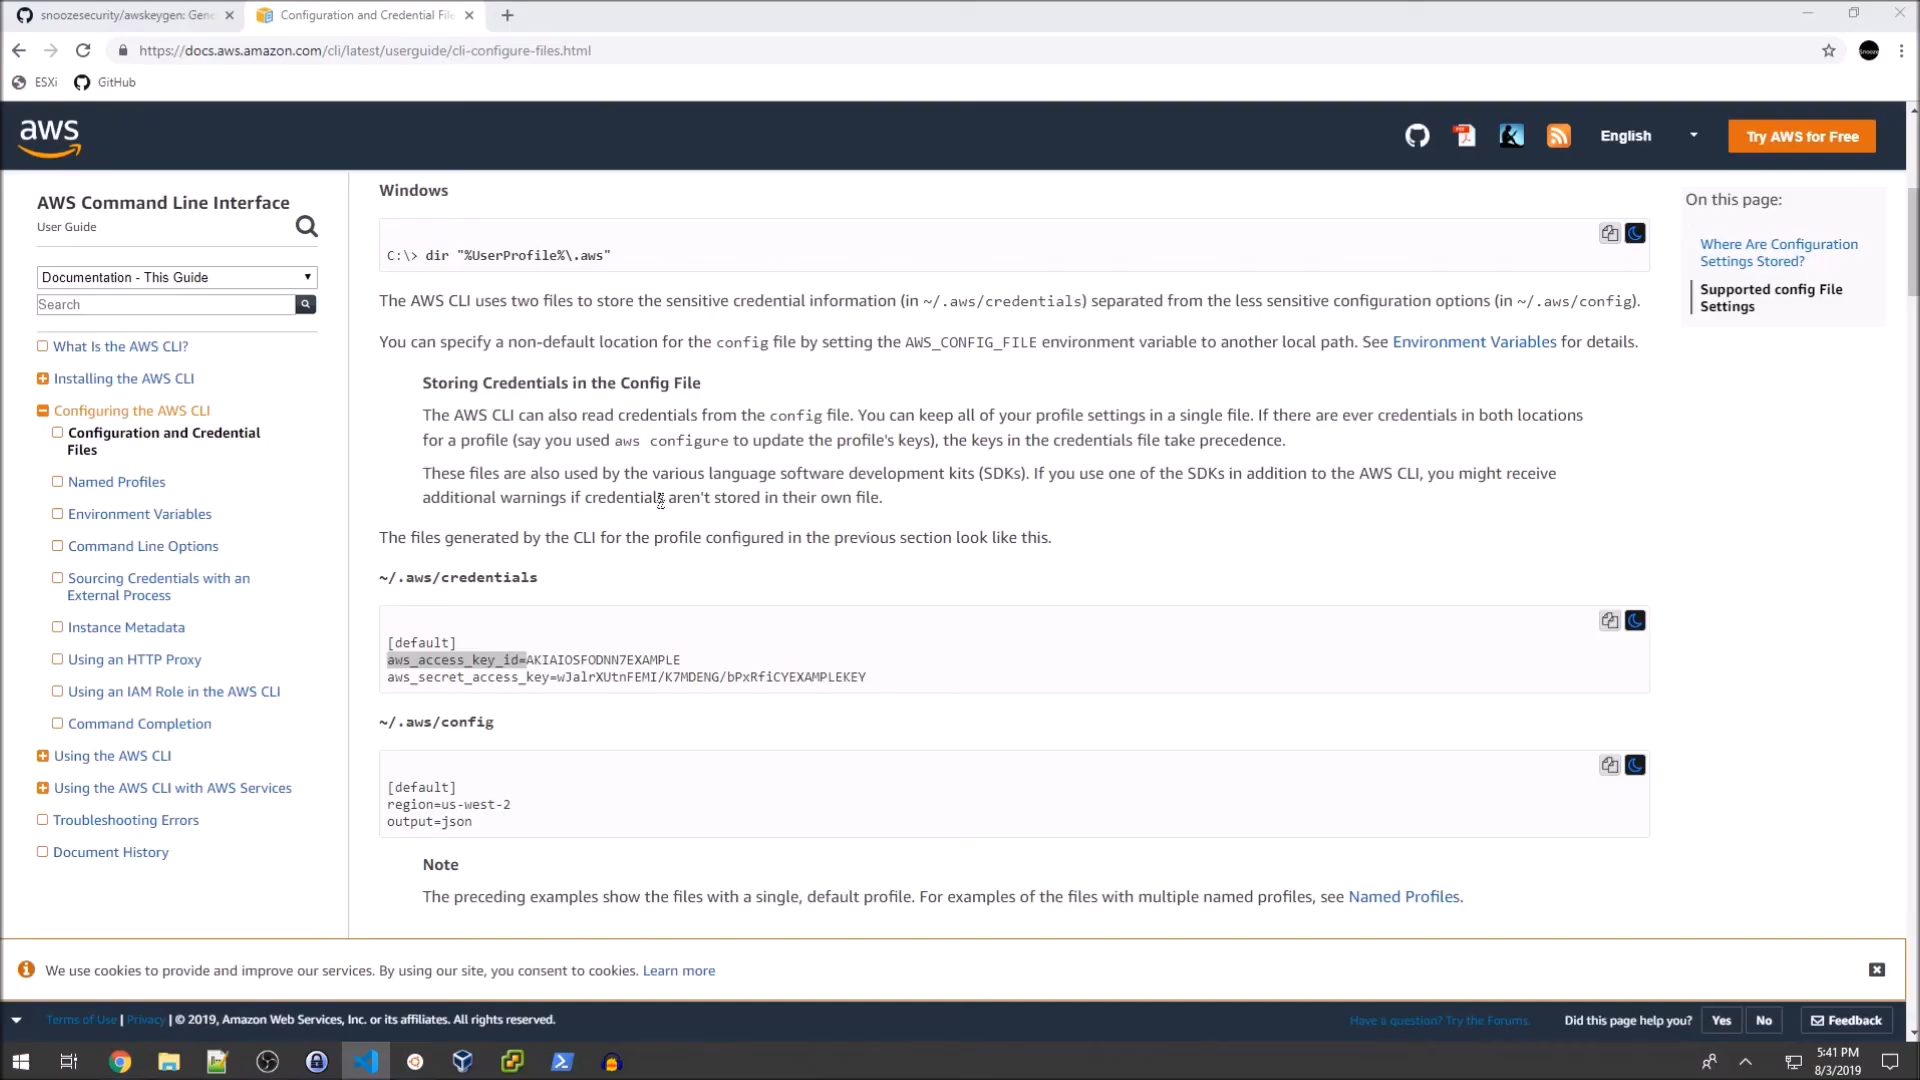 snoozesecurity/awskeygen: Gene
Configuration and Credential File
https://docs.aws.amazon.com/cli/latest/userguide/cli-configure-files.html
ESXi
GitHub
aws
English
Try AWS for Free
AWS Command Line Interface
User Guide
Documentation - This Guide
Search
What Is the AWS CLI?
Installing the AWS CLI
Configuring the AWS CLI
Configuration and Credential
Files
Named Profiles
Environment Variables
Command Line Options
Sourcing Credentials with an
External Process
Instance Metadata
Using an HTTP Proxy
Using an IAM Role in the AWS CLI
Command Completion
Using the AWS CLI
Using the AWS CLI with AWS Services
Troubleshooting Errors
Document History
Windows
C:\> dir "%UserProfile%\.aws"
The AWS CLI uses two files to store the sensitive credential information (in ~/.aws/credentials) separated from the less sensitive configuration options (in ~/.aws/config).
You can specify a non-default location for the config file by setting the AWS_CONFIG_FILE environment variable to another local path. See Environment Variables for details.
Storing Credentials in the Config File
The AWS CLI can also read credentials from the config file. You can keep all of your profile settings in a single file. If there are ever credentials in both locations
for a profile (say you used aws configure to update the profile's keys), the keys in the credentials file take precedence.
These files are also used by the various language software development kits (SDKs). If you use one of the SDKs in addition to the AWS CLI, you might receive
additional warnings if credentials aren't stored in their own file.
The files generated by the CLI for the profile configured in the previous section look like this.
~/.aws/credentials
[default]
aws_access_key_id=AKIAIOSFODNN7EXAMPLE
aws_secret_access_key=wJalrXUtnFEMI/K7MDENG/bPxRfiCYEXAMPLEKEY
~/.aws/config
[default]
region=us-west-2
output=json
Note
The preceding examples show the files with a single, default profile. For examples of the files with multiple named profiles, see Named Profiles.
On this page:
Where Are Configuration
Settings Stored?
Supported config File
Settings
We use cookies to provide and improve our services. By using our site, you consent to cookies. Learn more
Terms of Use | Privacy | © 2019, Amazon Web Services, Inc. or its affiliates. All rights reserved.
Have a question? Try the Forums.
Did this page help you?
Yes
No
Feedback
5:41 PM
8/3/2019